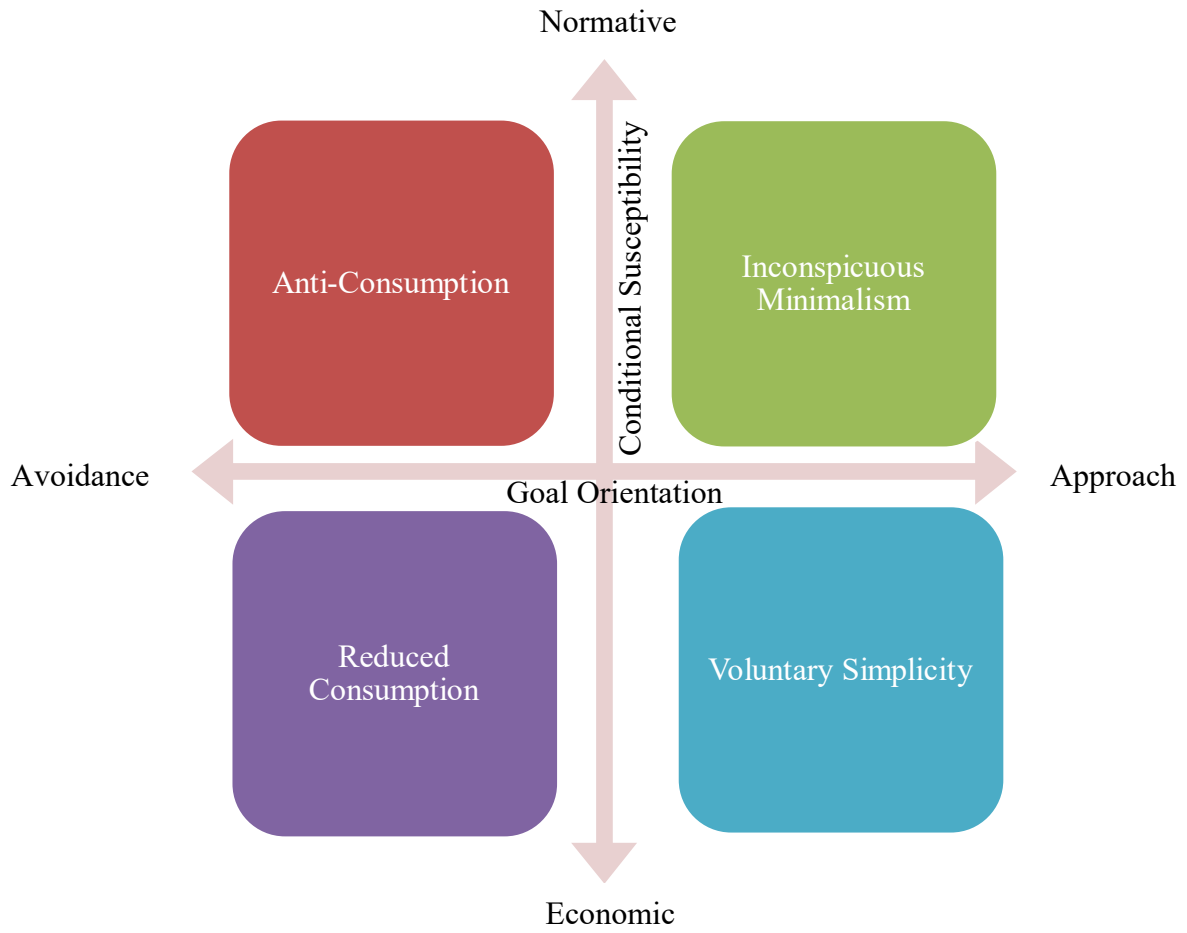 Normative
Conditional Susceptibility
Anti-Consumption
Inconspicuous
Minimalism
Avoidance
Approach
Goal Orientation
Reduced
Consumption
Voluntary Simplicity
Economic